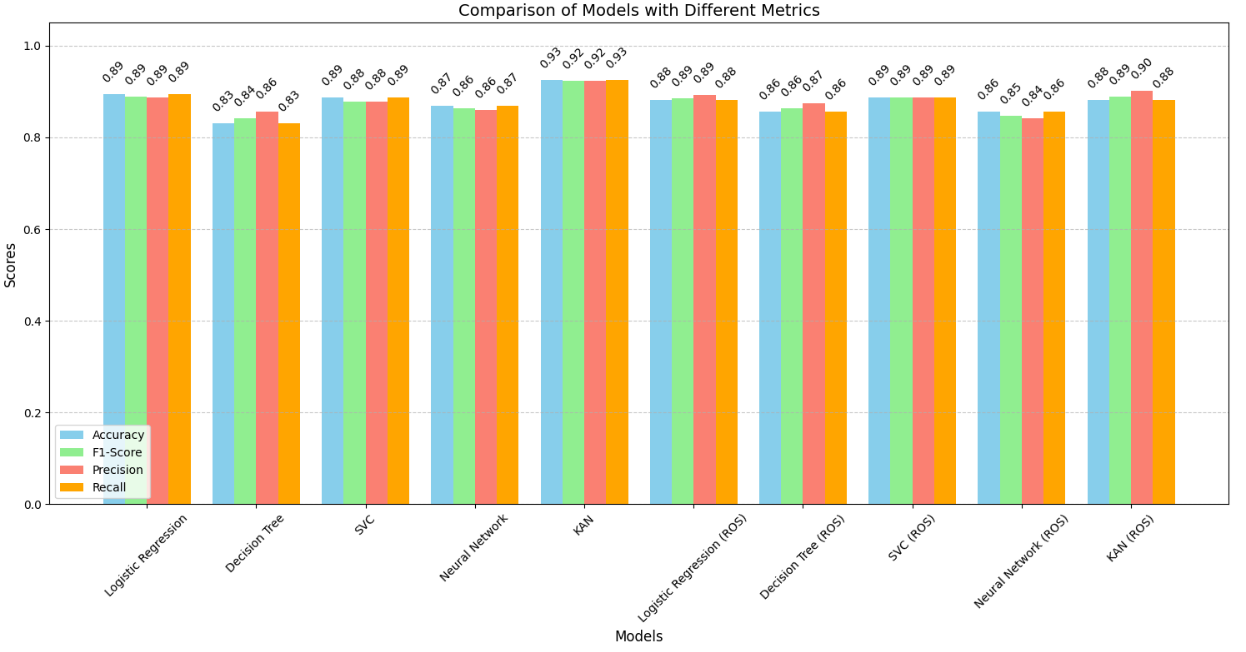 Comparison of Models with Different Metrics
1.0
0.8
0.6
0.4
0.2
0.0
Scores
0.89 0.89 0.89 0.89
0.83 0.84 0.86 0.83
0.89 0.88 0.88 0.89
0.87 0.86 0.86 0.87
0.93 0.92 0.92 0.93
0.88 0.89 0.89 0.88
0.86 0.86 0.87 0.86
0.89 0.89 0.89 0.89
0.86 0.85 0.84 0.86
0.88 0.89 0.90 0.88
Accuracy
F1-Score
Precision
Recall
Logistic Regression
Decision Tree
SVC
Neural Network
KAN
Logistic Regression (ROS)
Decision Tree (ROS)
SVC (ROS)
Neural Network (ROS)
KAN (ROS)
Models